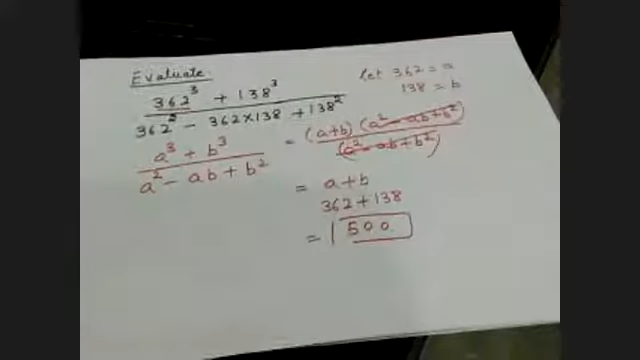 Evaluate
362³ + 138³
362² - 362×138 + 138²
let 362 = a
138 = b
a³ + b³
a² - ab + b²
= (a+b) (a² - ab + b²)
(a² - ab + b²)
= a+b
362 + 138
= 500